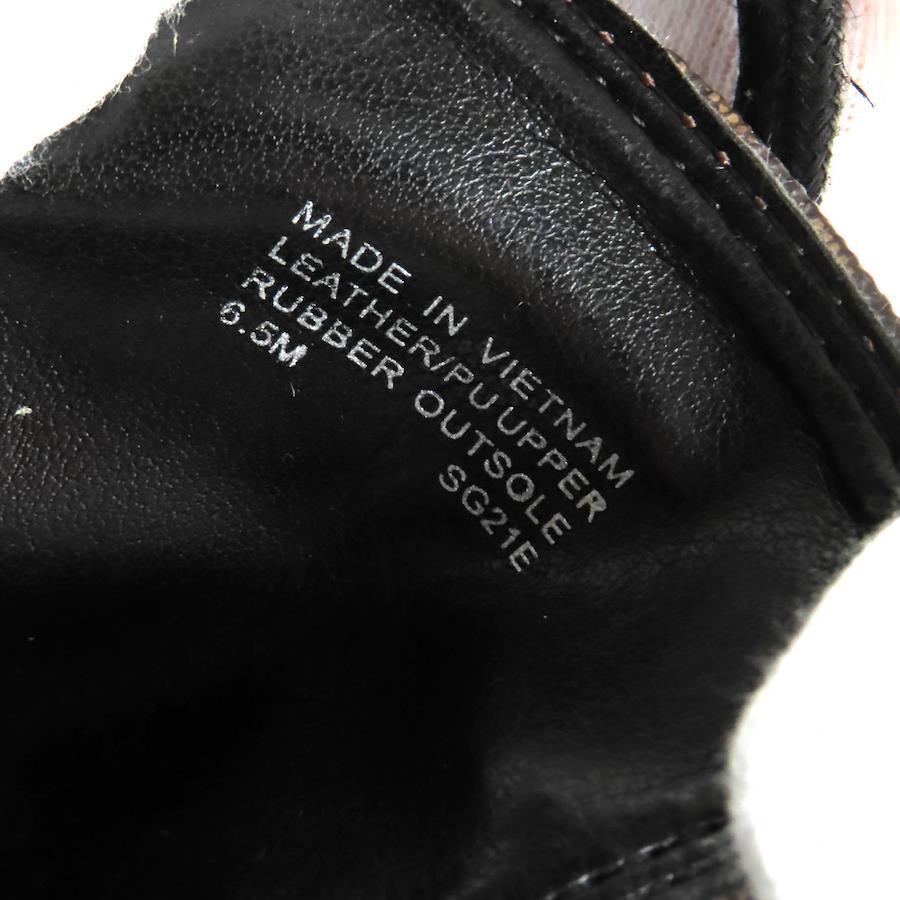 MADE IN VIETNAM
LEATHER/PU UPPER
RUBBER OUTSOLE
6.5M SG21E